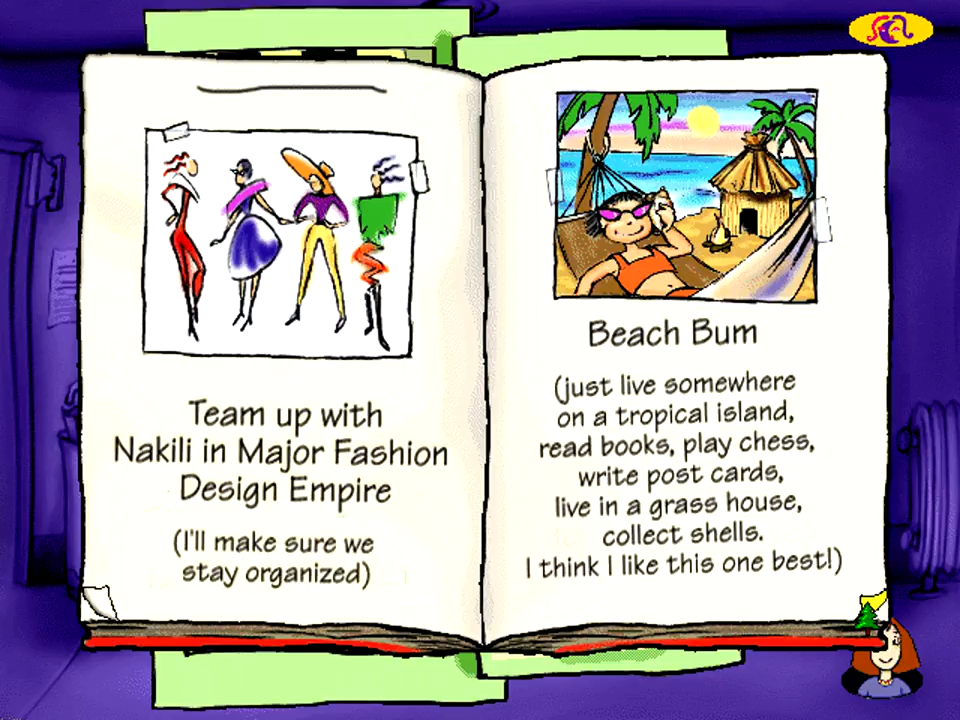 Team up with
Nakili in Major Fashion
Design Empire
(I'll make sure we
stay organized)
Beach Bum
(just live somewhere
on a tropical island,
read books, play chess,
write post cards,
live in a grass house,
collect shells.
I think I like this one best!)